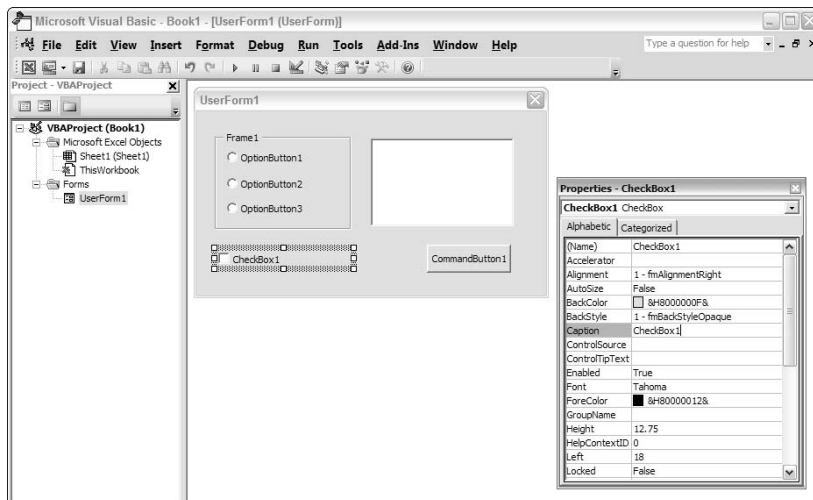 Microsoft Visual Basic - Book1 - [UserForm1 (UserForm)]
File Edit View Insert Format Debug Run Tools Add-Ins Window Help
Type a question for help
Project - VBAProject
VBAProject (Book1)
Microsoft Excel Objects
Sheet1 (Sheet1)
ThisWorkbook
Forms
UserForm1
UserForm1
Frame1
OptionButton1
OptionButton2
OptionButton3
CheckBox1
CommandButton1
Properties - CheckBox1
CheckBox1 CheckBox
Alphabetic Categorized
(Name) CheckBox1
Accelerator
Alignment 1 - fmAlignmentRight
AutoSize False
BackColor &H8000000F&
BackStyle 1 - fmBackStyleOpaque
Caption CheckBox1
ControlSource
ControlTipText
Enabled True
Font Tahoma
ForeColor &H80000012&
GroupName
Height 12.75
HelpContextID 0
Left 18
Locked False